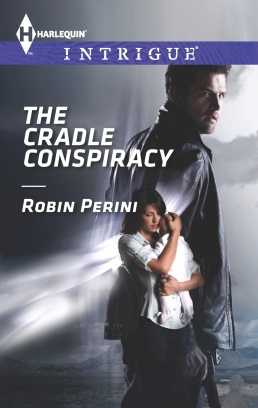 HARLEQUIN®
INTRIGUE®
THE
CRADLE
CONSPIRACY
ROBIN PERINI